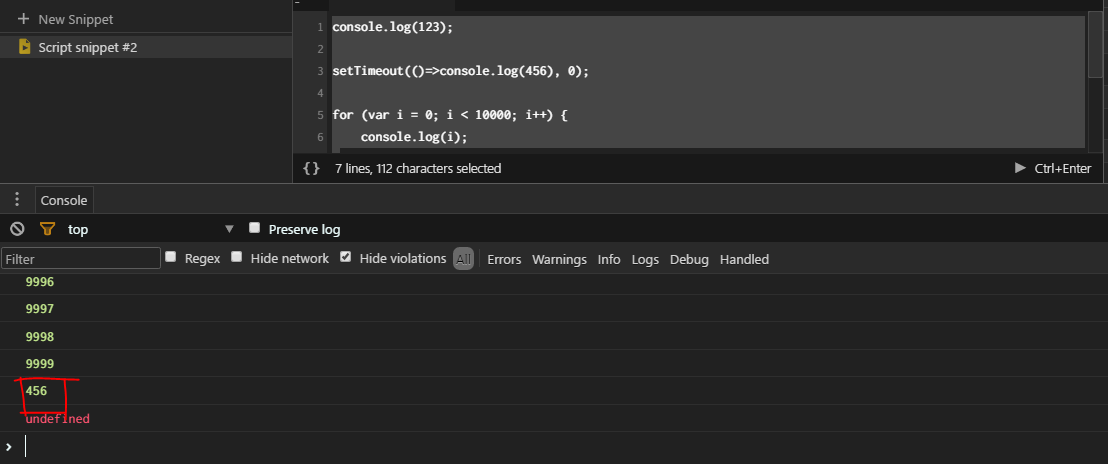 New Snippet
Script snippet #2
1 console.log(123);
2
3 setTimeout(()=>console.log(456), 0);
4
5 for (var i = 0; i < 10000; i++) {
6 console.log(i);
{} 7 lines, 112 characters selected Ctrl+Enter
Console
top Preserve log
Filter Regex Hide network Hide violations All Errors Warnings Info Logs Debug Handled
9996
9997
9998
9999
456
undefined